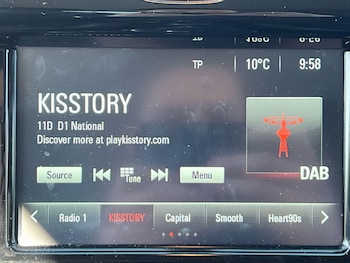 TP 10°C 9:58
KISSTORY
11D D1 National
Discover more at playkisstory.com
Source Tune Menu
DAB
Radio 1 KISSTORY Capital Smooth Heart90s